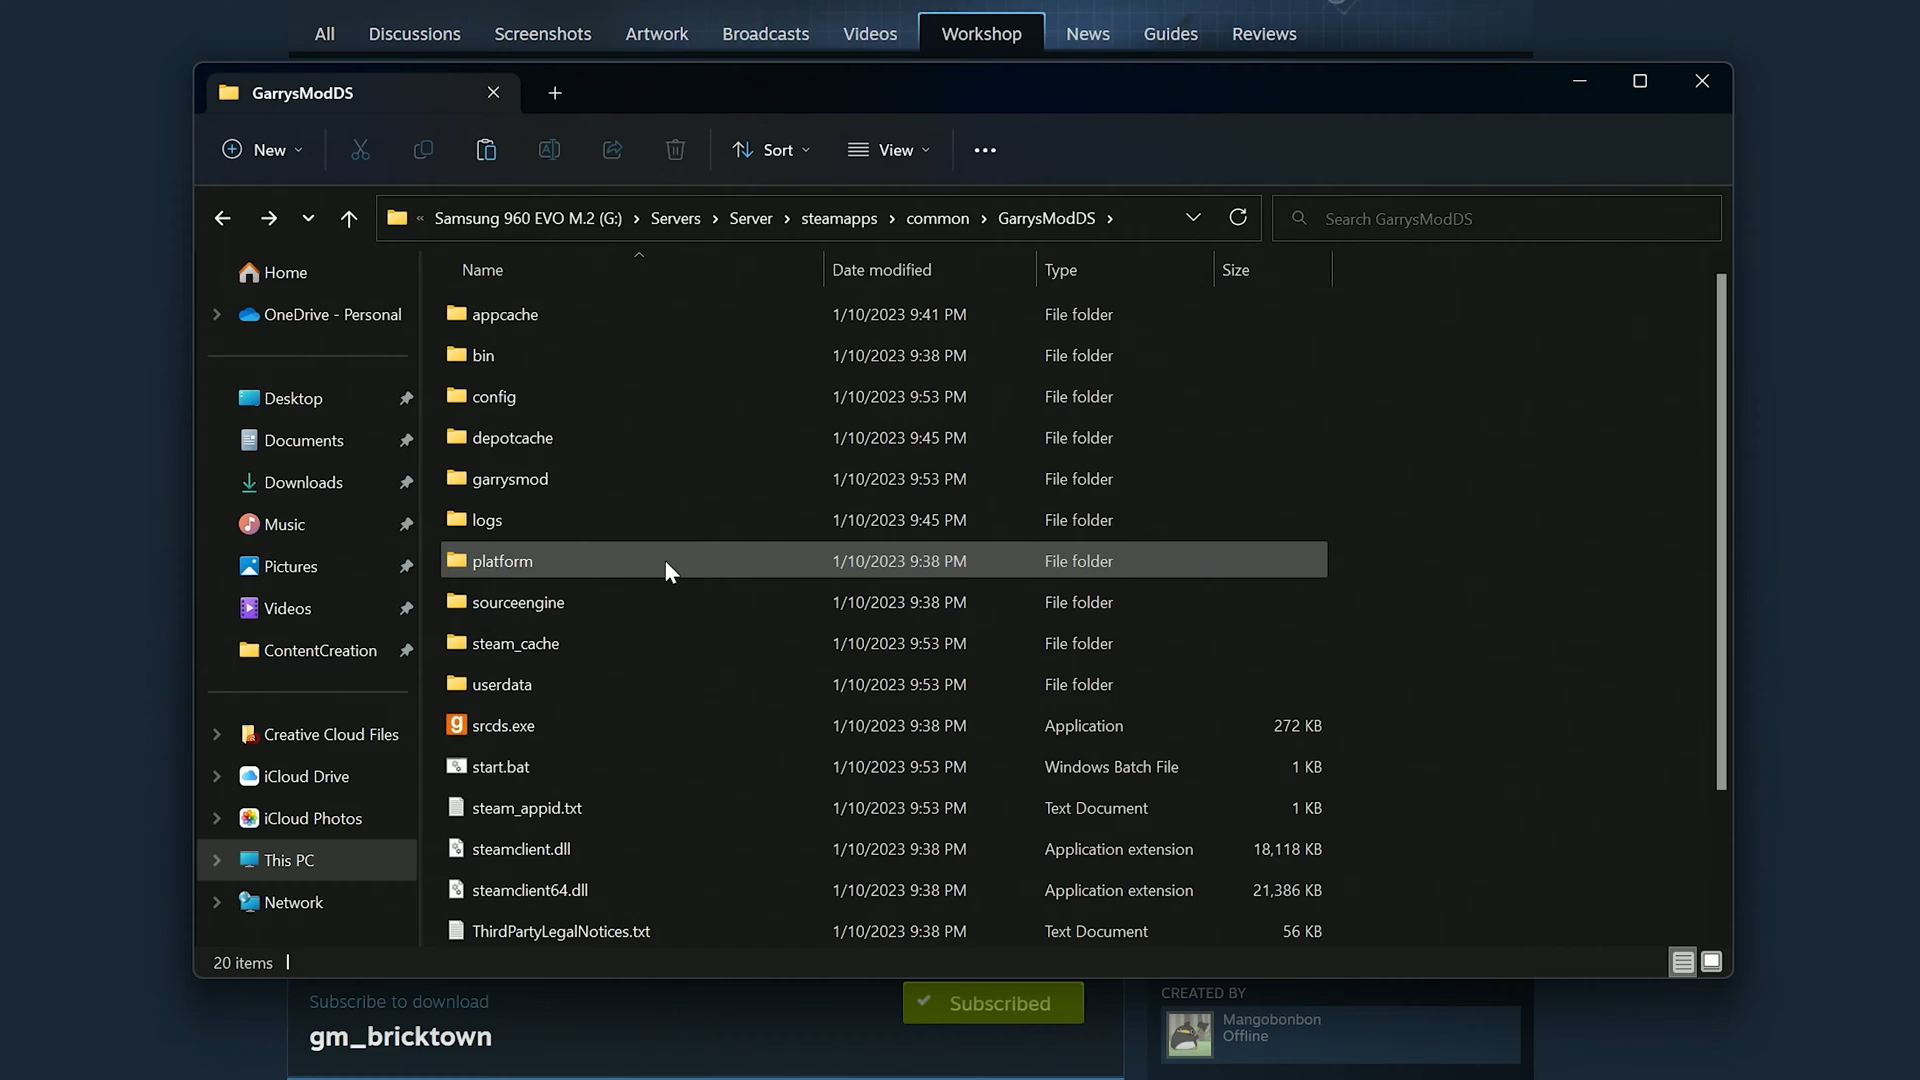 All Discussions Screenshots Artwork Broadcasts Videos Workshop News Guides Reviews
GarrysModDS
New Sort View
« Samsung 960 EVO M.2 (G:) › Servers › Server › steamapps › common › GarrysModDS › Search GarrysModDS
Name Date modified Type Size
Home
OneDrive - Personal
Desktop
Documents
Downloads
Music
Pictures
Videos
ContentCreation
Creative Cloud Files
iCloud Drive
iCloud Photos
This PC
Network
appcache 1/10/2023 9:41 PM File folder
bin 1/10/2023 9:38 PM File folder
config 1/10/2023 9:53 PM File folder
depotcache 1/10/2023 9:45 PM File folder
garrysmod 1/10/2023 9:53 PM File folder
logs 1/10/2023 9:45 PM File folder
platform 1/10/2023 9:38 PM File folder
sourceengine 1/10/2023 9:38 PM File folder
steam_cache 1/10/2023 9:53 PM File folder
userdata 1/10/2023 9:53 PM File folder
srcds.exe 1/10/2023 9:38 PM Application 272 KB
start.bat 1/10/2023 9:53 PM Windows Batch File 1 KB
steam_appid.txt 1/10/2023 9:53 PM Text Document 1 KB
steamclient.dll 1/10/2023 9:38 PM Application extension 18,118 KB
steamclient64.dll 1/10/2023 9:38 PM Application extension 21,386 KB
ThirdPartyLegalNotices.txt 1/10/2023 9:38 PM Text Document 56 KB
20 items
Subscribe to download
gm_bricktown
Subscribed
CREATED BY
Mangobonbon
Offline